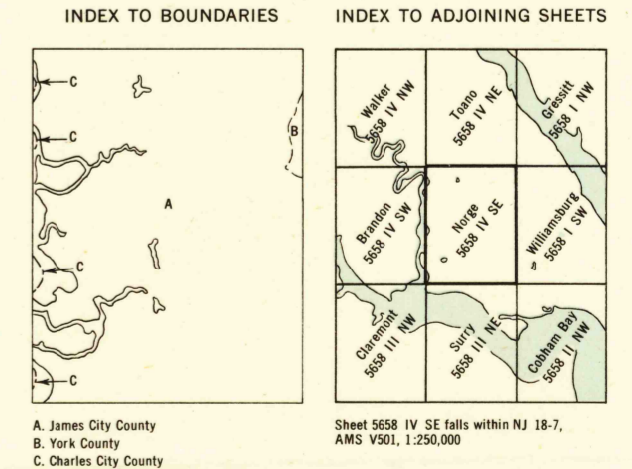 INDEX TO BOUNDARIES
C
C
B
A
C
C
A. James City County
B. York County
C. Charles City County
INDEX TO ADJOINING SHEETS
Walker
5658 IV NW
Toano
5658 IV NE
Gressitt
5658 I NW
Brandon
5658 IV SW
Norge
5658 IV SE
Williamsburg
5658 I SW
Claremont
5658 III NW
Surry
5658 III NE
Cobham Bay
5658 II NW
Sheet 5658 IV SE falls within NJ 18-7,
AMS V501, 1:250,000